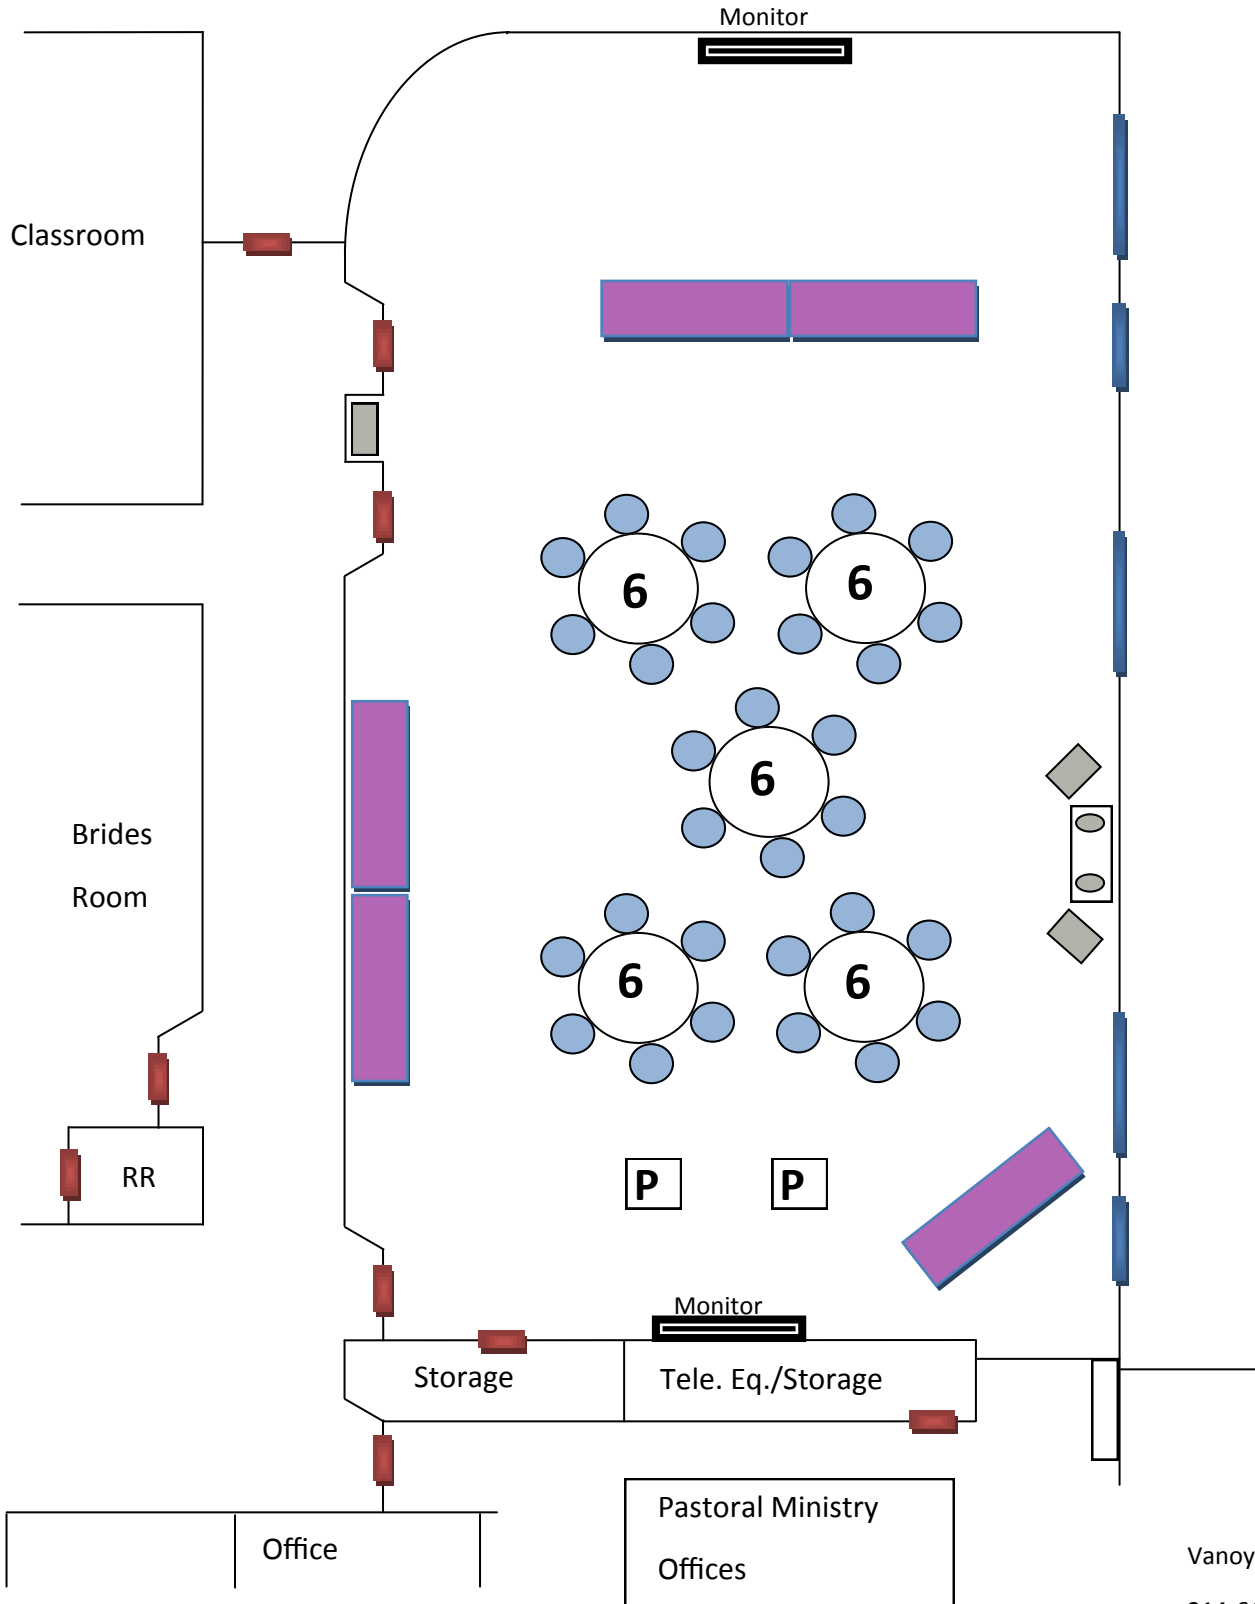 Monitor
Classroom
6
6
6
Brides
Room
6
6
RR
P
P
Monitor
Storage
Tele. Eq./Storage
Pastoral Ministry
Office
Offices
Vanoy